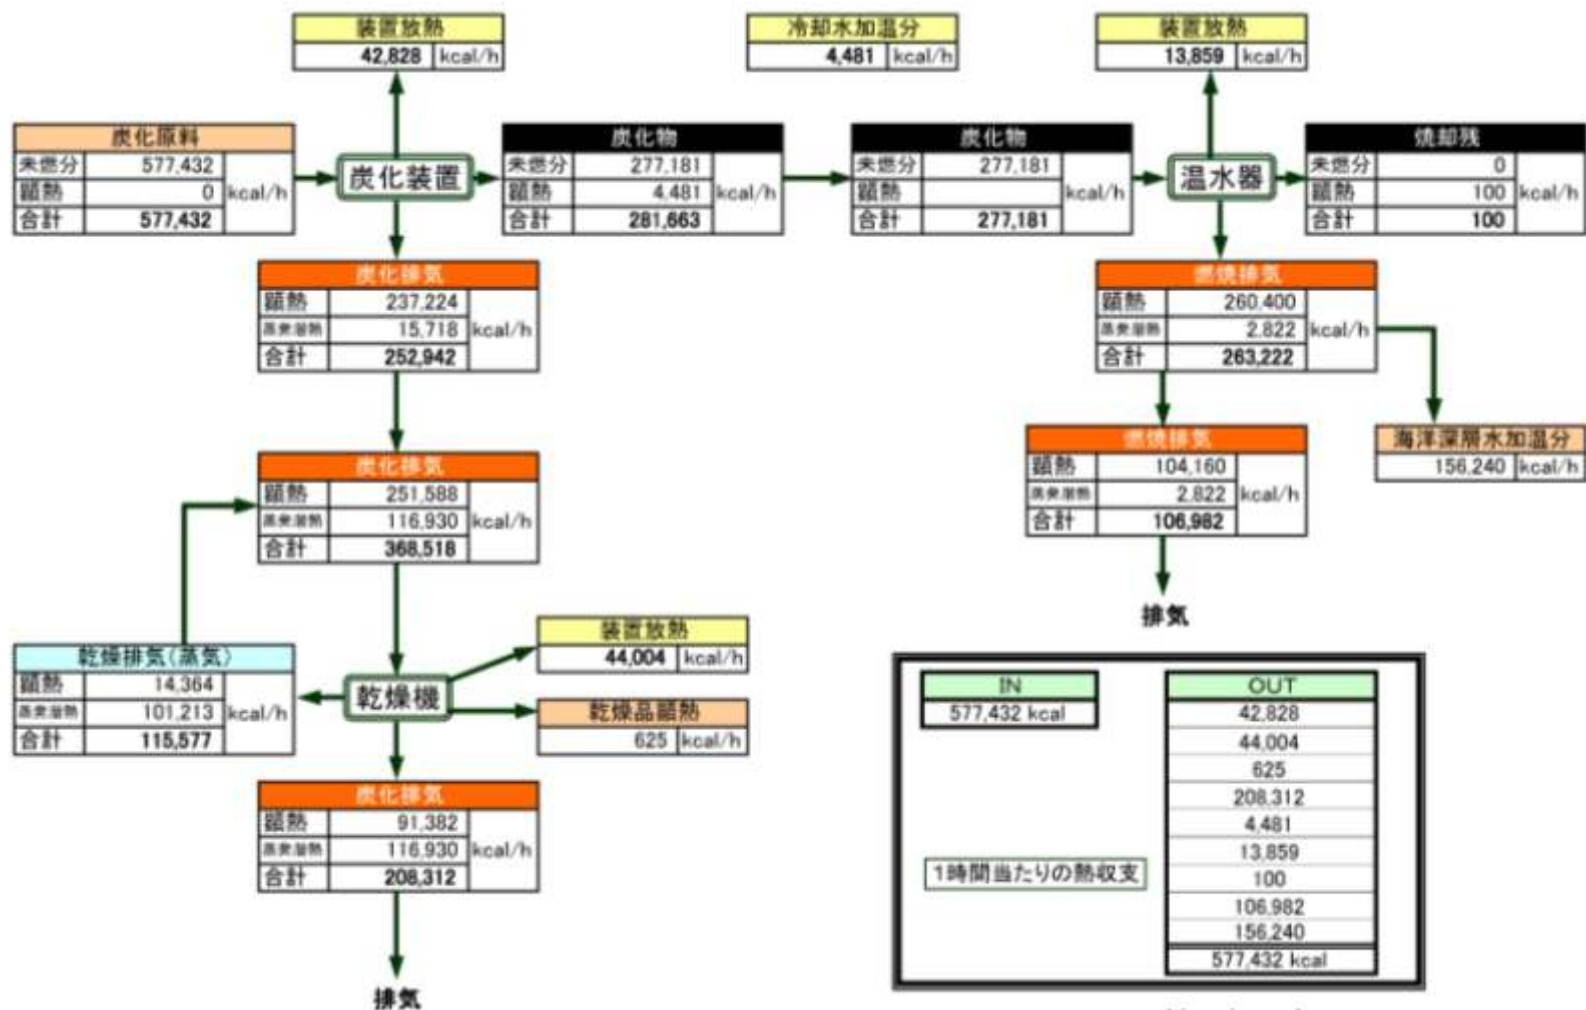 装置放熱
42,828 kcal/h
冷却水加温分
4,481 kcal/h
装置放熱
13,859 kcal/h
炭化原料
未燃分 577,432
顕熱 0 kcal/h
合計 577,432
炭化装置
炭化物
未燃分 277,181
顕熱 4,481 kcal/h
合計 281,663
炭化物
未燃分 277,181
顕熱 kcal/h
合計 277,181
温水器
焼却残
未燃分 0
顕熱 100 kcal/h
合計 100
炭化排気
顕熱 237,224
蒸発潜熱 15,718 kcal/h
合計 252,942
燃焼排気
顕熱 260,400
蒸発潜熱 2,822 kcal/h
合計 263,222
炭化排気
顕熱 251,588
蒸発潜熱 116,930 kcal/h
合計 368,518
燃焼排気
顕熱 104,160
蒸発潜熱 2,822 kcal/h
合計 106,982
海洋深層水加温分
156,240 kcal/h
排気
乾燥排気(蒸気)
顕熱 14,364
蒸発潜熱 101,213 kcal/h
合計 115,577
乾燥機
装置放熱
44,004 kcal/h
乾燥品顕熱
625 kcal/h
炭化排気
顕熱 91,382
蒸発潜熱 116,930 kcal/h
合計 208,312
排気
IN
577,432 kcal
1時間当たりの熱収支
OUT
42,828
44,004
625
208,312
4,481
13,859
100
106,982
156,240
577,432 kcal